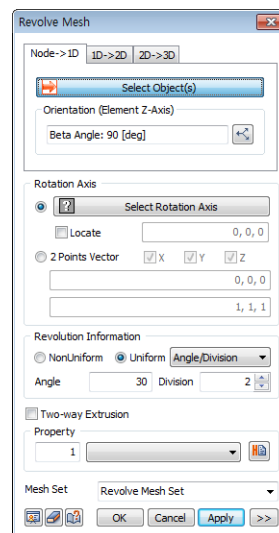 Revolve Mesh
Node->1D 1D->2D 2D->3D
Select Object(s)
Orientation (Element Z-Axis)
Beta Angle: 90 [deg]
Rotation Axis
Select Rotation Axis
Locate 0, 0, 0
2 Points Vector X Y Z
0, 0, 0
1, 1, 1
Revolution Information
NonUniform Uniform Angle/Division
Angle 30 Division 2
Two-way Extrusion
Property
1
Mesh Set Revolve Mesh Set
OK Cancel Apply >>